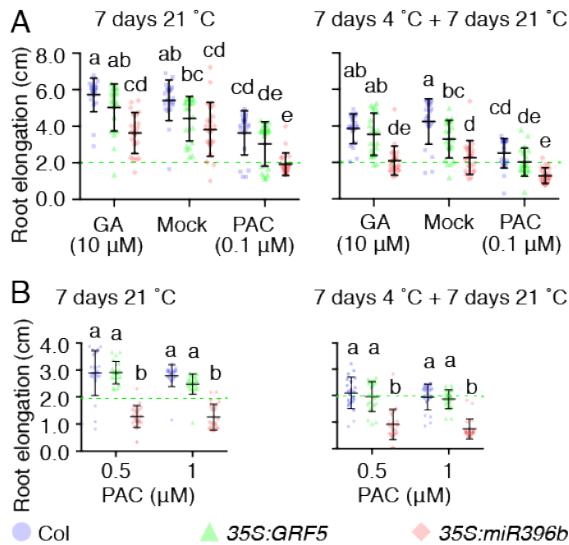 A
7 days 21 ˚C
7 days 4 ˚C + 7 days 21 ˚C
Root elongation (cm)
8.0
6.0
4.0
2.0
0.0
a ab cd ab bc cd cd de e
ab ab de a bc d cd de e
GA
(10 µM)
Mock
PAC
(0.1 µM)
GA
(10 µM)
Mock
PAC
(0.1 µM)
B
7 days 21 ˚C
7 days 4 ˚C + 7 days 21 ˚C
Root elongation (cm)
4.0
3.0
2.0
1.0
0.0
a a b a a b
a a b a a b
0.5 1
PAC (µM)
0.5 1
PAC (µM)
Col 35S:GRF5 35S:miR396b